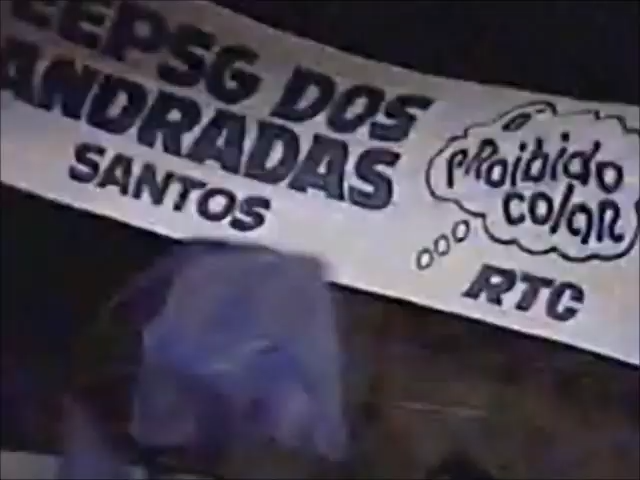 EEPSG DOS
ANDRADAS
SANTOS
PROibido
colar
RTC